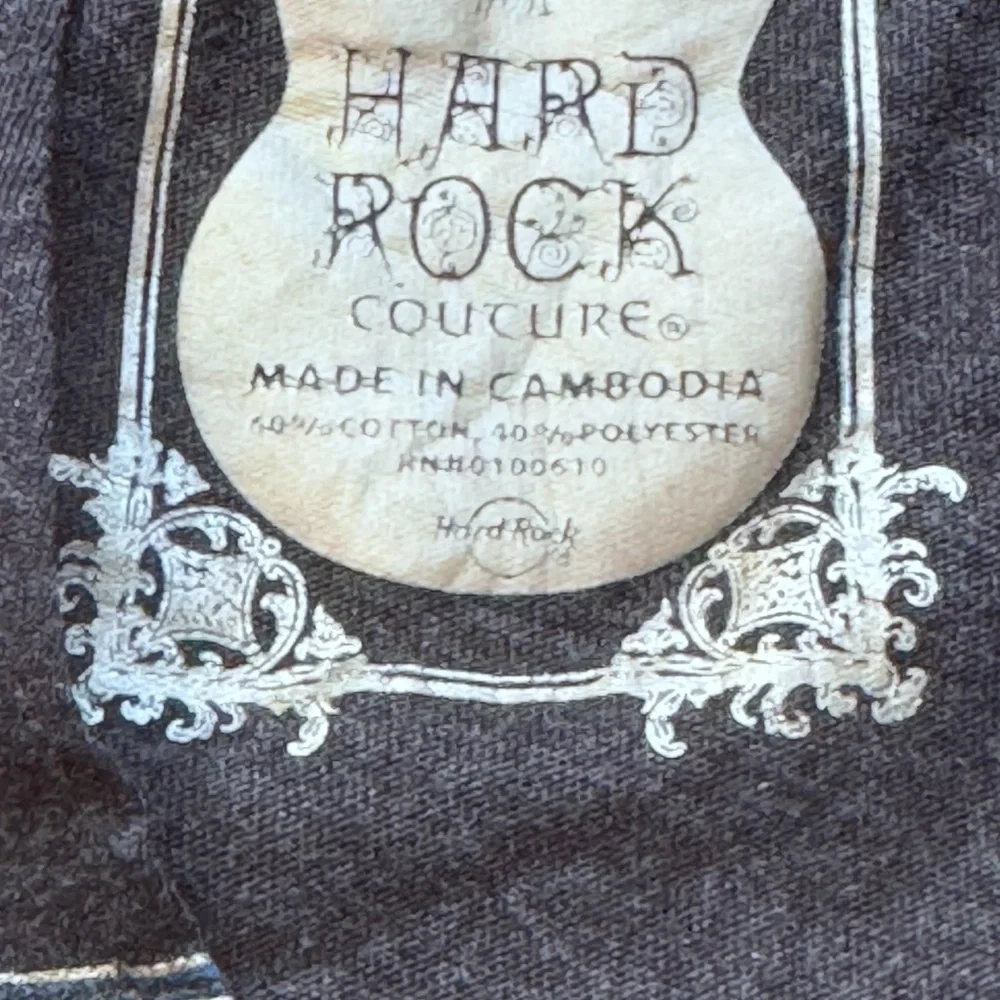 HARD
ROCK
COUTURE®
MADE IN CAMBODIA
60% COTTON, 40% POLYESTER
RN#0100610
Hard Rock